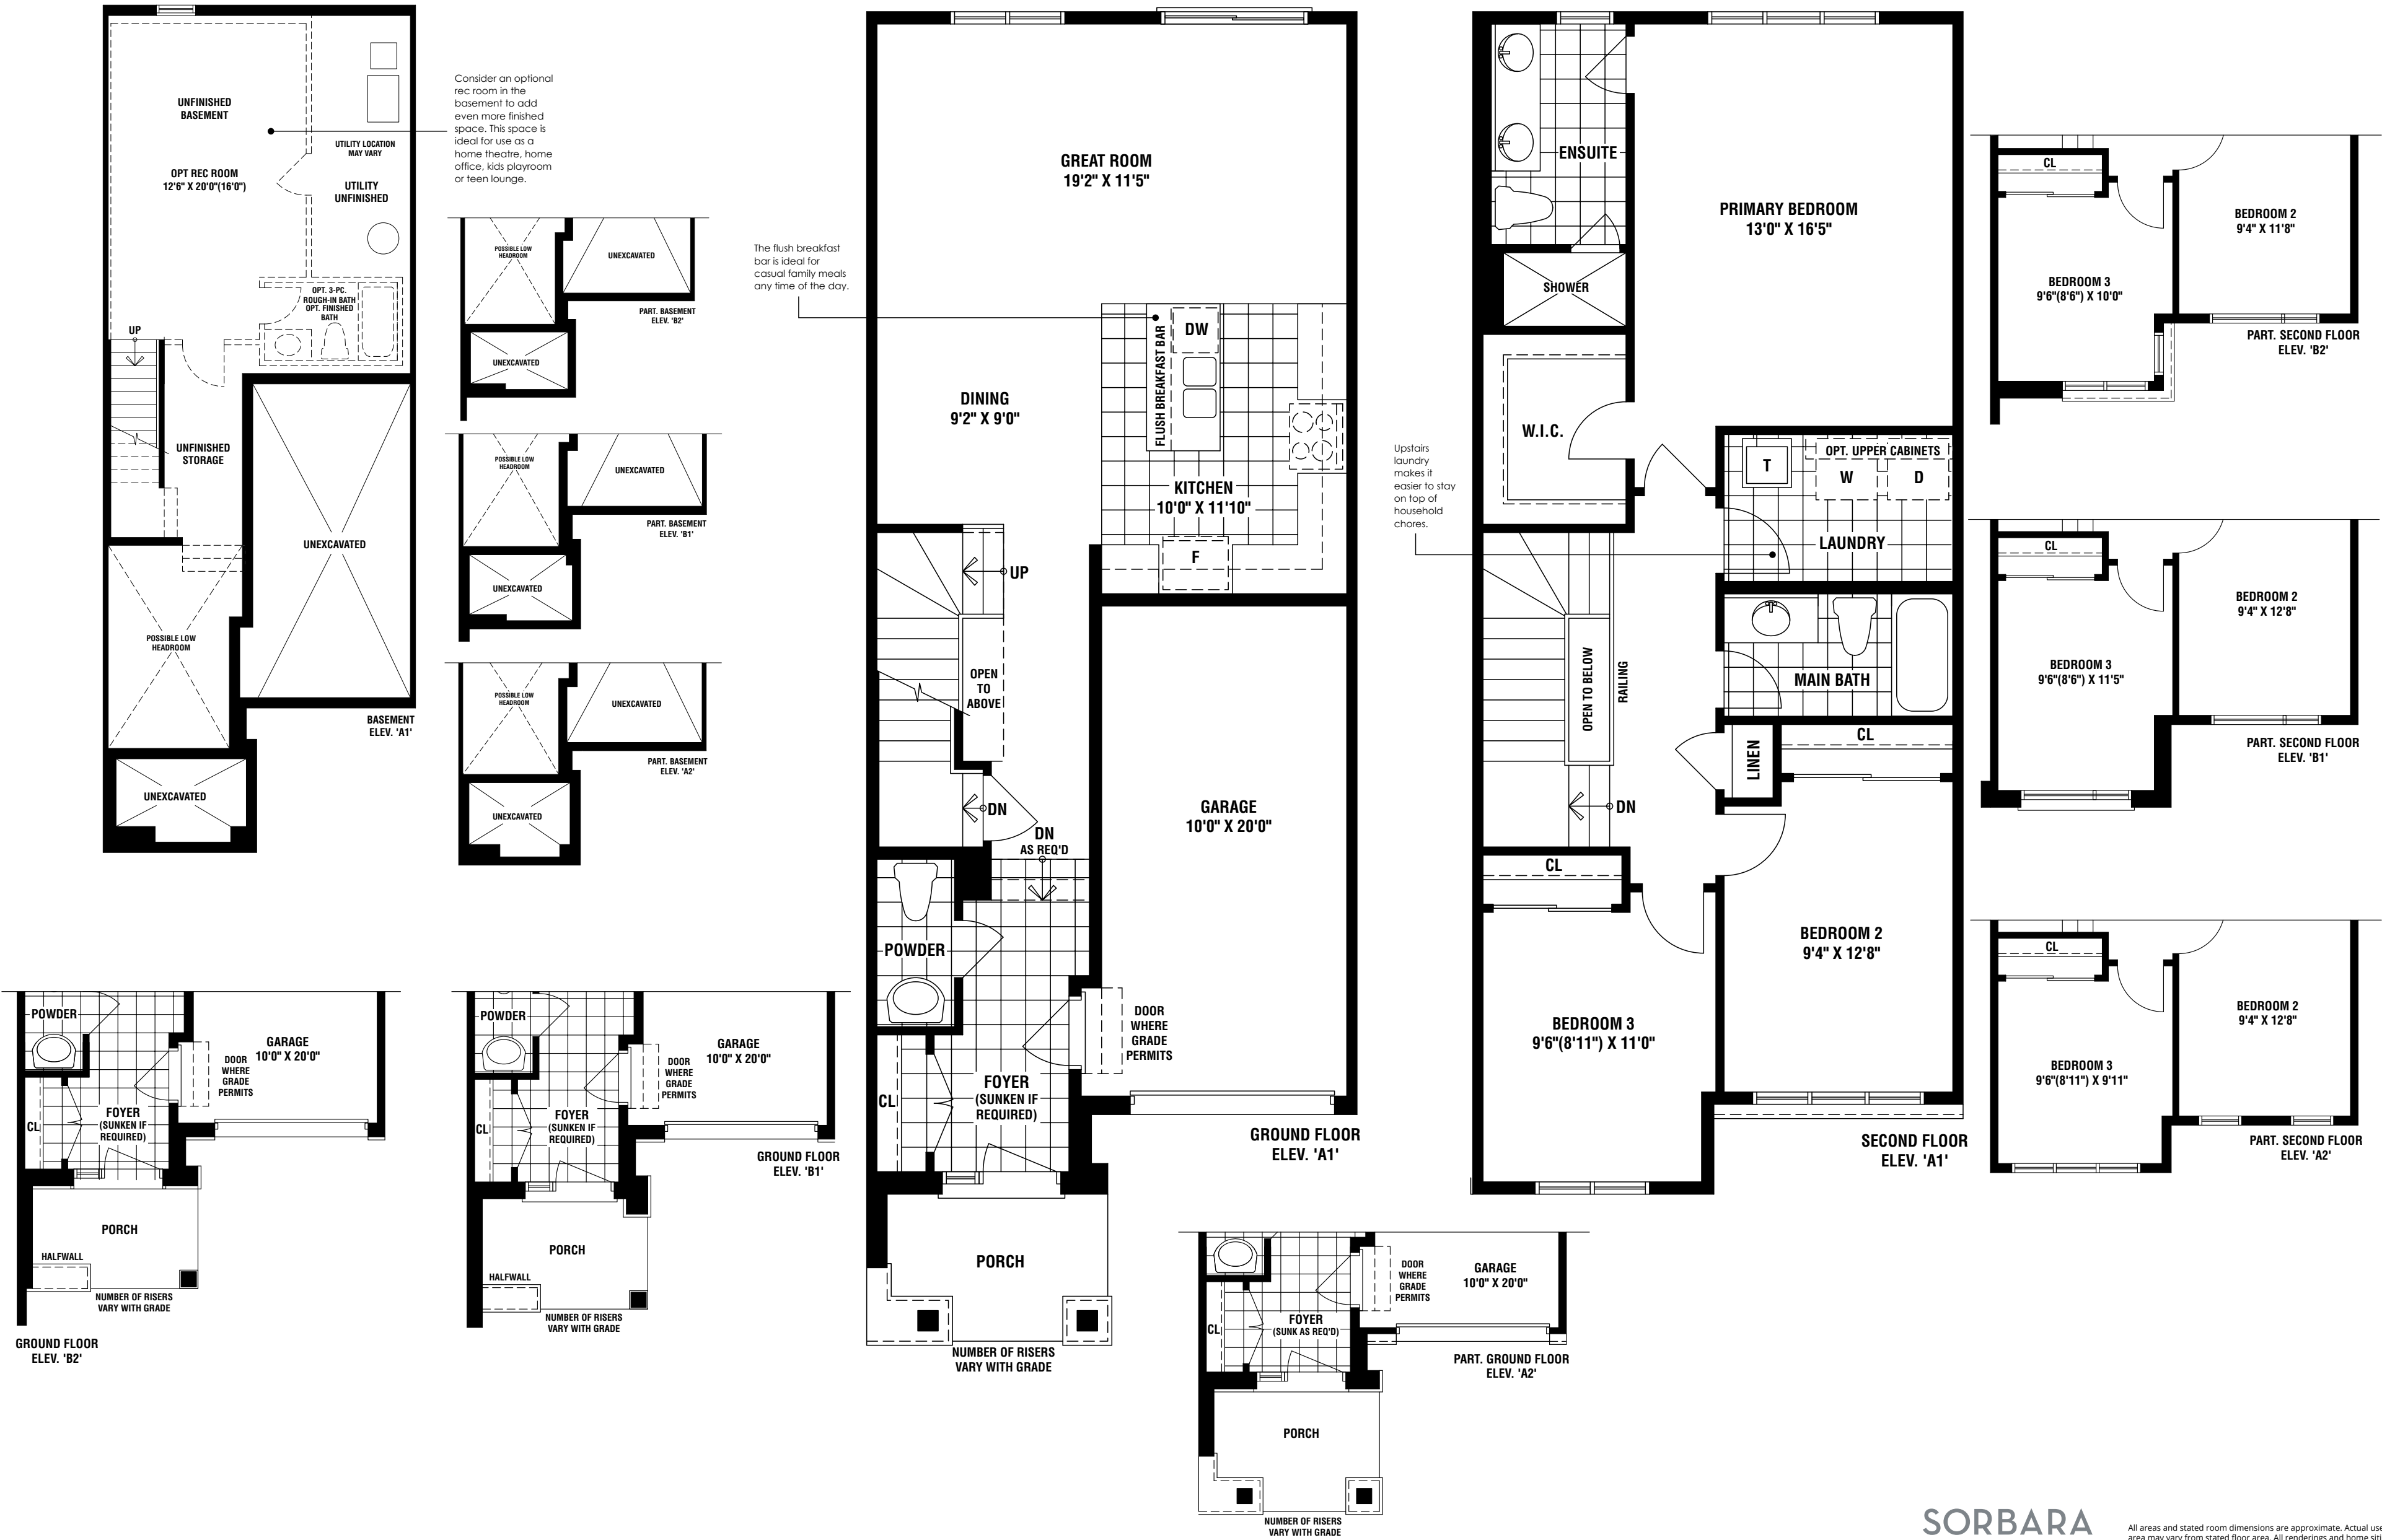 UNFINISHED
BASEMENT
OPT REC ROOM
12'6" X 20'0"(16'0")
UTILITY LOCATION
MAY VARY
UTILITY
UNFINISHED
OPT. 3-PC.
ROUGH-IN BATH
OPT. FINISHED
BATH
UP
UNFINISHED
STORAGE
UNEXCAVATED
POSSIBLE LOW
HEADROOM
UNEXCAVATED
BASEMENT
ELEV. 'A1'
Consider an optional
rec room in the
basement to add
even more finished
space. This space is
ideal for use as a
home theatre, home
office, kids playroom
or teen lounge.
POSSIBLE LOW
HEADROOM
UNEXCAVATED
UNEXCAVATED
PART. BASEMENT
ELEV. 'B2'
POSSIBLE LOW
HEADROOM
UNEXCAVATED
UNEXCAVATED
PART. BASEMENT
ELEV. 'B1'
POSSIBLE LOW
HEADROOM
UNEXCAVATED
UNEXCAVATED
PART. BASEMENT
ELEV. 'A2'
The flush breakfast
bar is ideal for
casual family meals
any time of the day.
GREAT ROOM
19'2" X 11'5"
DINING
9'2" X 9'0"
FLUSH BREAKFAST BAR
DW
KITCHEN
10'0" X 11'10"
F
UP
OPEN
TO
ABOVE
DN
DN
AS REQ'D
GARAGE
10'0" X 20'0"
POWDER
DOOR
WHERE
GRADE
PERMITS
CL
FOYER
(SUNKEN IF
REQUIRED)
GROUND FLOOR
ELEV. 'A1'
PORCH
NUMBER OF RISERS
VARY WITH GRADE
ENSUITE
PRIMARY BEDROOM
13'0" X 16'5"
SHOWER
W.I.C.
Upstairs
laundry
makes it
easier to stay
on top of
household
chores.
OPT. UPPER CABINETS
T
W
D
LAUNDRY
MAIN BATH
OPEN TO BELOW
RAILING
LINEN
CL
DN
CL
BEDROOM 2
9'4" X 12'8"
BEDROOM 3
9'6"(8'11") X 11'0"
SECOND FLOOR
ELEV. 'A1'
CL
BEDROOM 2
9'4" X 11'8"
BEDROOM 3
9'6"(8'6") X 10'0"
PART. SECOND FLOOR
ELEV. 'B2'
CL
BEDROOM 2
9'4" X 12'8"
BEDROOM 3
9'6"(8'6") X 11'5"
PART. SECOND FLOOR
ELEV. 'B1'
CL
BEDROOM 2
9'4" X 12'8"
BEDROOM 3
9'6"(8'11") X 9'11"
PART. SECOND FLOOR
ELEV. 'A2'
POWDER
GARAGE
10'0" X 20'0"
DOOR
WHERE
GRADE
PERMITS
CL
FOYER
(SUNKEN IF
REQUIRED)
PORCH
HALFWALL
NUMBER OF RISERS
VARY WITH GRADE
GROUND FLOOR
ELEV. 'B2'
POWDER
GARAGE
10'0" X 20'0"
DOOR
WHERE
GRADE
PERMITS
CL
FOYER
(SUNKEN IF
REQUIRED)
GROUND FLOOR
ELEV. 'B1'
PORCH
HALFWALL
NUMBER OF RISERS
VARY WITH GRADE
GARAGE
10'0" X 20'0"
DOOR
WHERE
GRADE
PERMITS
CL
FOYER
(SUNK AS REQ'D)
PART. GROUND FLOOR
ELEV. 'A2'
PORCH
NUMBER OF RISERS
VARY WITH GRADE
SORBARA
All areas and stated room dimensions are approximate. Actual use
area may vary from stated floor area. All renderings and home